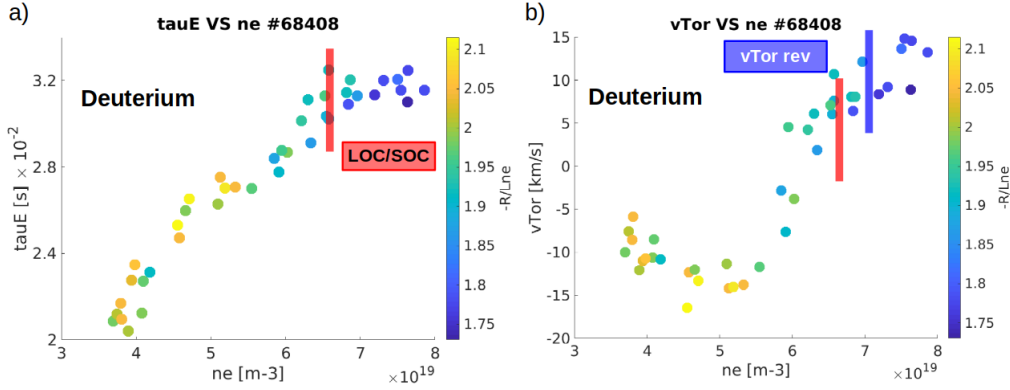 a)
tauE VS ne #68408
Deuterium
LOC/SOC
tauE [s] × 10⁻²
3.2
2.8
2.4
2
3 4 5 6 7 8
ne [m-3] ×10¹⁹
2.1
2.05
2
1.95
1.9
1.85
1.8
1.75
-R/Lne
b)
vTor VS ne #68408
vTor rev
Deuterium
vTor [km/s]
15
10
5
0
-5
-10
-15
-20
3 4 5 6 7 8
ne [m-3] ×10¹⁹
2.1
2.05
2
1.95
1.9
1.85
1.8
1.75
-R/Lne